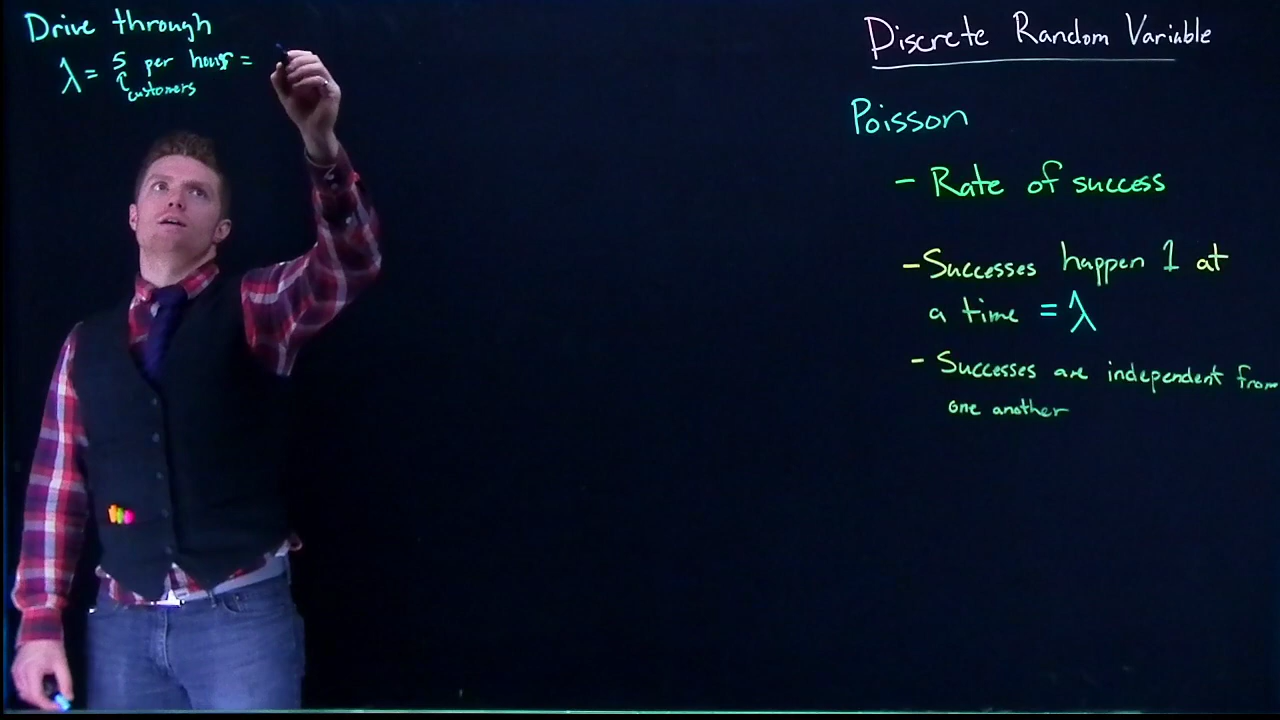 Drive through
λ = 5 per hour =
customers
Discrete Random Variable
Poisson
- Rate of success
- Successes happen 1 at
a time = λ
- Successes are independent from
one another